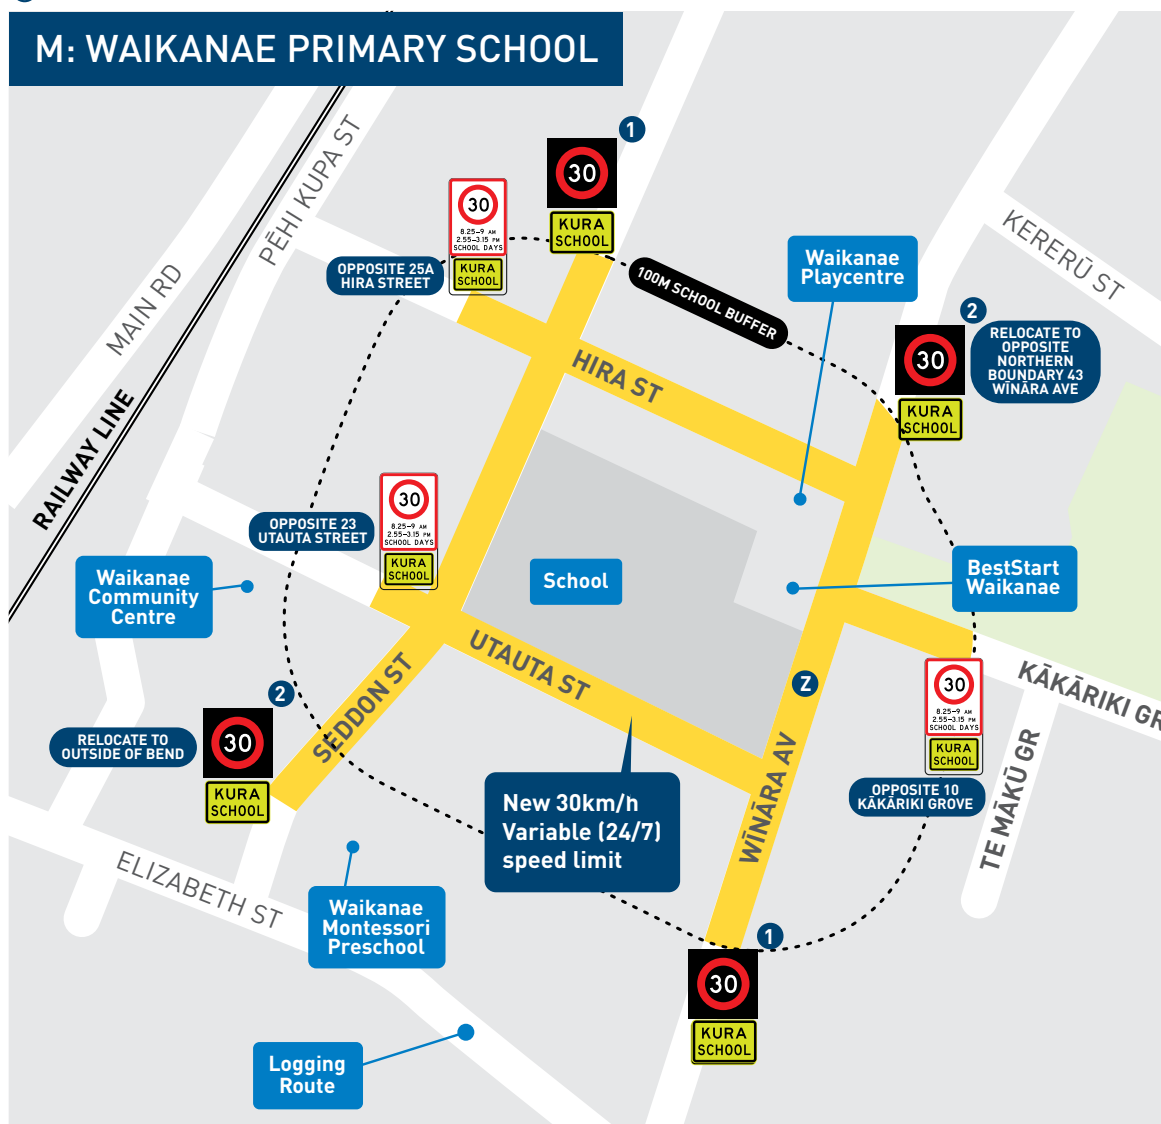 M: WAIKANAE PRIMARY SCHOOL
1
30
KURA
SCHOOL
30
8.25–9 AM
2.55–3.15 PM
SCHOOL DAYS
KURA
SCHOOL
OPPOSITE 25A
HIRA STREET
PĒHI KUPA ST
MAIN RD
RAILWAY LINE
100M SCHOOL BUFFER
Waikanae
Playcentre
KERERŪ ST
2
30
KURA
SCHOOL
RELOCATE TO
OPPOSITE
NORTHERN
BOUNDARY 43
WĪNĀRA AVE
HIRA ST
30
8.25–9 AM
2.55–3.15 PM
SCHOOL DAYS
KURA
SCHOOL
OPPOSITE 23
UTAUTA STREET
Waikanae
Community
Centre
School
BestStart
Waikanae
UTAUTA ST
SEDDON ST
Z
WĪNĀRA AV
KĀKĀRIKI GR
30
8.25–9 AM
2.55–3.15 PM
SCHOOL DAYS
KURA
SCHOOL
OPPOSITE 10
KĀKĀRIKI GROVE
TE MĀKŪ GR
2
30
KURA
SCHOOL
RELOCATE TO
OUTSIDE OF BEND
New 30km/h
Variable (24/7)
speed limit
ELIZABETH ST
Waikanae
Montessori
Preschool
1
30
KURA
SCHOOL
Logging
Route